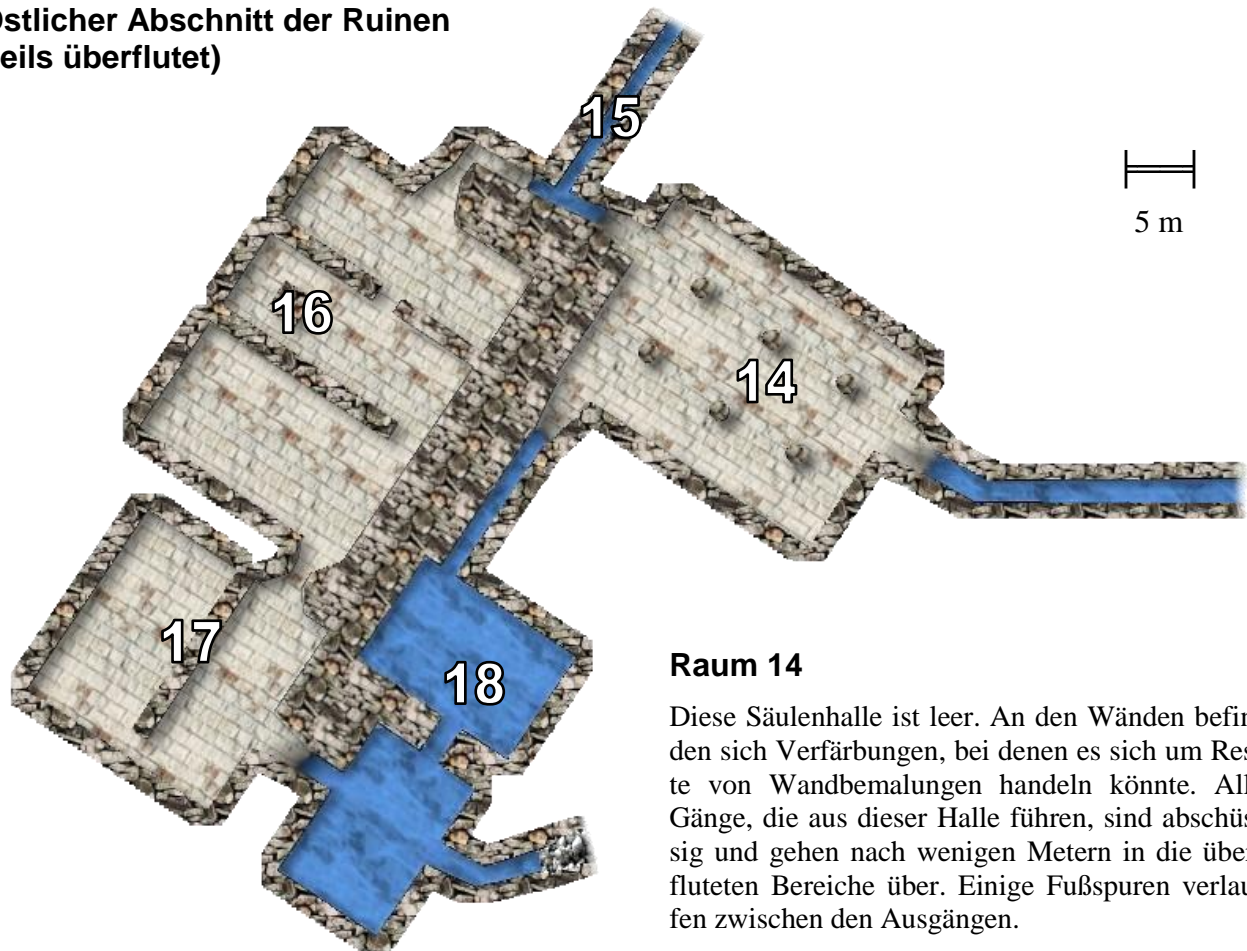 stlicher Abschnitt der Ruinen
eils überflutet)
15
5 m
16
14
17
18
Raum 14
Diese Säulenhalle ist leer. An den Wänden befin
den sich Verfärbungen, bei denen es sich um Res
te von Wandbemalungen handeln könnte. All
Gänge, die aus dieser Halle führen, sind abschüs
sig und gehen nach wenigen Metern in die über
fluteten Bereiche über. Einige Fußspuren verlau
fen zwischen den Ausgängen.